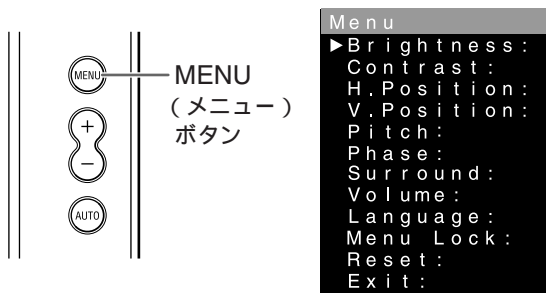 MENU
+
−
AUTO
MENU
（メニュー）
ボタン
Menu
▶Brightness:
Contrast:
H.Position:
V.Position:
Pitch:
Phase:
Surround:
Volume:
Language:
Menu Lock:
Reset:
Exit: